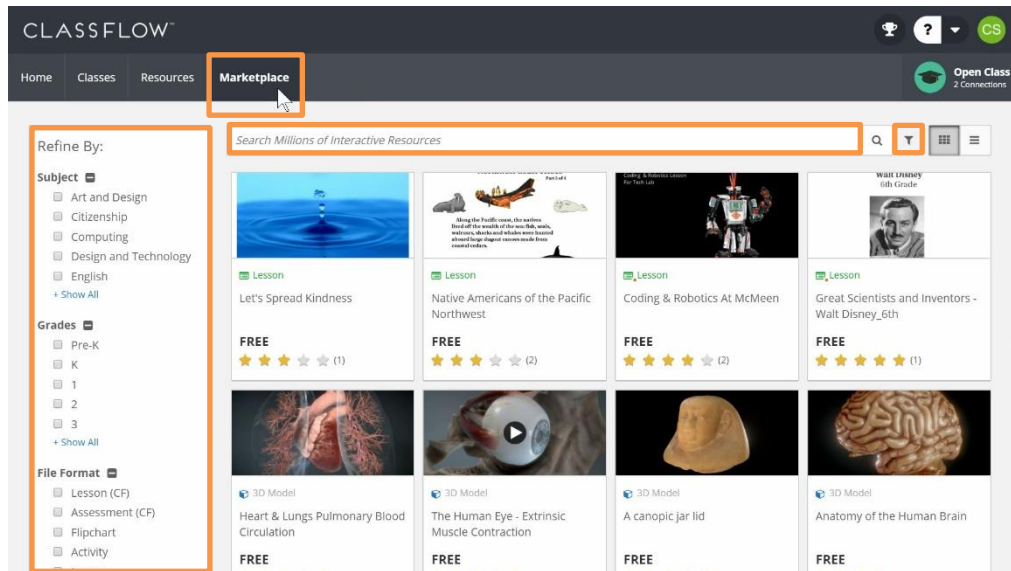 CLASSFLOW™
?
CS
Home
Classes
Resources
Marketplace
Open Class
2 Connections
Refine By:
Subject
Art and Design
Citizenship
Computing
Design and Technology
English
+ Show All
Grades
Pre-K
K
1
2
3
+ Show All
File Format
Lesson (CF)
Assessment (CF)
Flipchart
Activity
Search Millions of Interactive Resources
Part 1 of 4
Along the Pacific coast, the natives
lived off the wealth of the sea: fish, seals,
walruses, sharks and whales were hunted
aboard large dugout canoes made from
coastal cedars.
Coding & Robotics Lesson
For Tech Lab
Walt Disney
6th Grade
Lesson
Let's Spread Kindness
FREE
(1)
Lesson
Native Americans of the Pacific
Northwest
FREE
(2)
Lesson
Coding & Robotics At McMeen
FREE
(2)
Lesson
Great Scientists and Inventors -
Walt Disney_6th
FREE
(1)
3D Model
Heart & Lungs Pulmonary Blood
Circulation
FREE
3D Model
The Human Eye - Extrinsic
Muscle Contraction
FREE
3D Model
A canopic jar lid
FREE
3D Model
Anatomy of the Human Brain
FREE